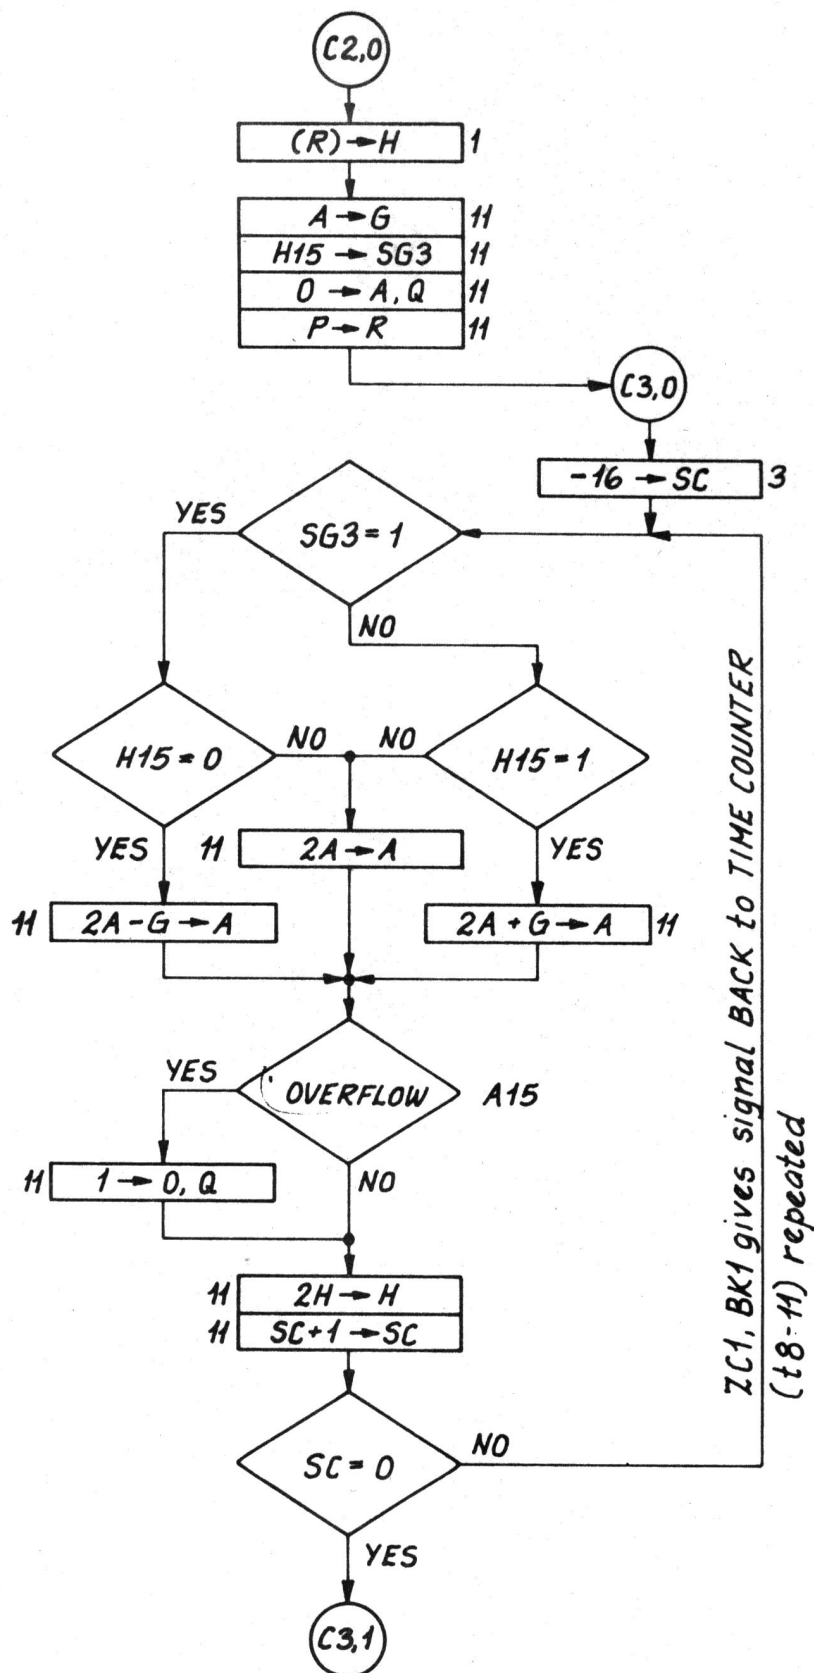 C2,0
(R) → H 1
A → G 11
H15 → SG3 11
0 → A, Q 11
P → R 11
C3,0
-16 → SC 3
YES
SG3 = 1
NO
H15 = 0
NO
NO
H15 = 1
YES
11 2A → A
YES
11 2A - G → A
2A + G → A 11
YES
OVERFLOW
A15
11 1 → O, Q
NO
11 2H → H
11 SC + 1 → SC
SC = 0
NO
YES
C3,1
ZC1, BK1 gives signal BACK to TIME COUNTER
(t8-11) repeated